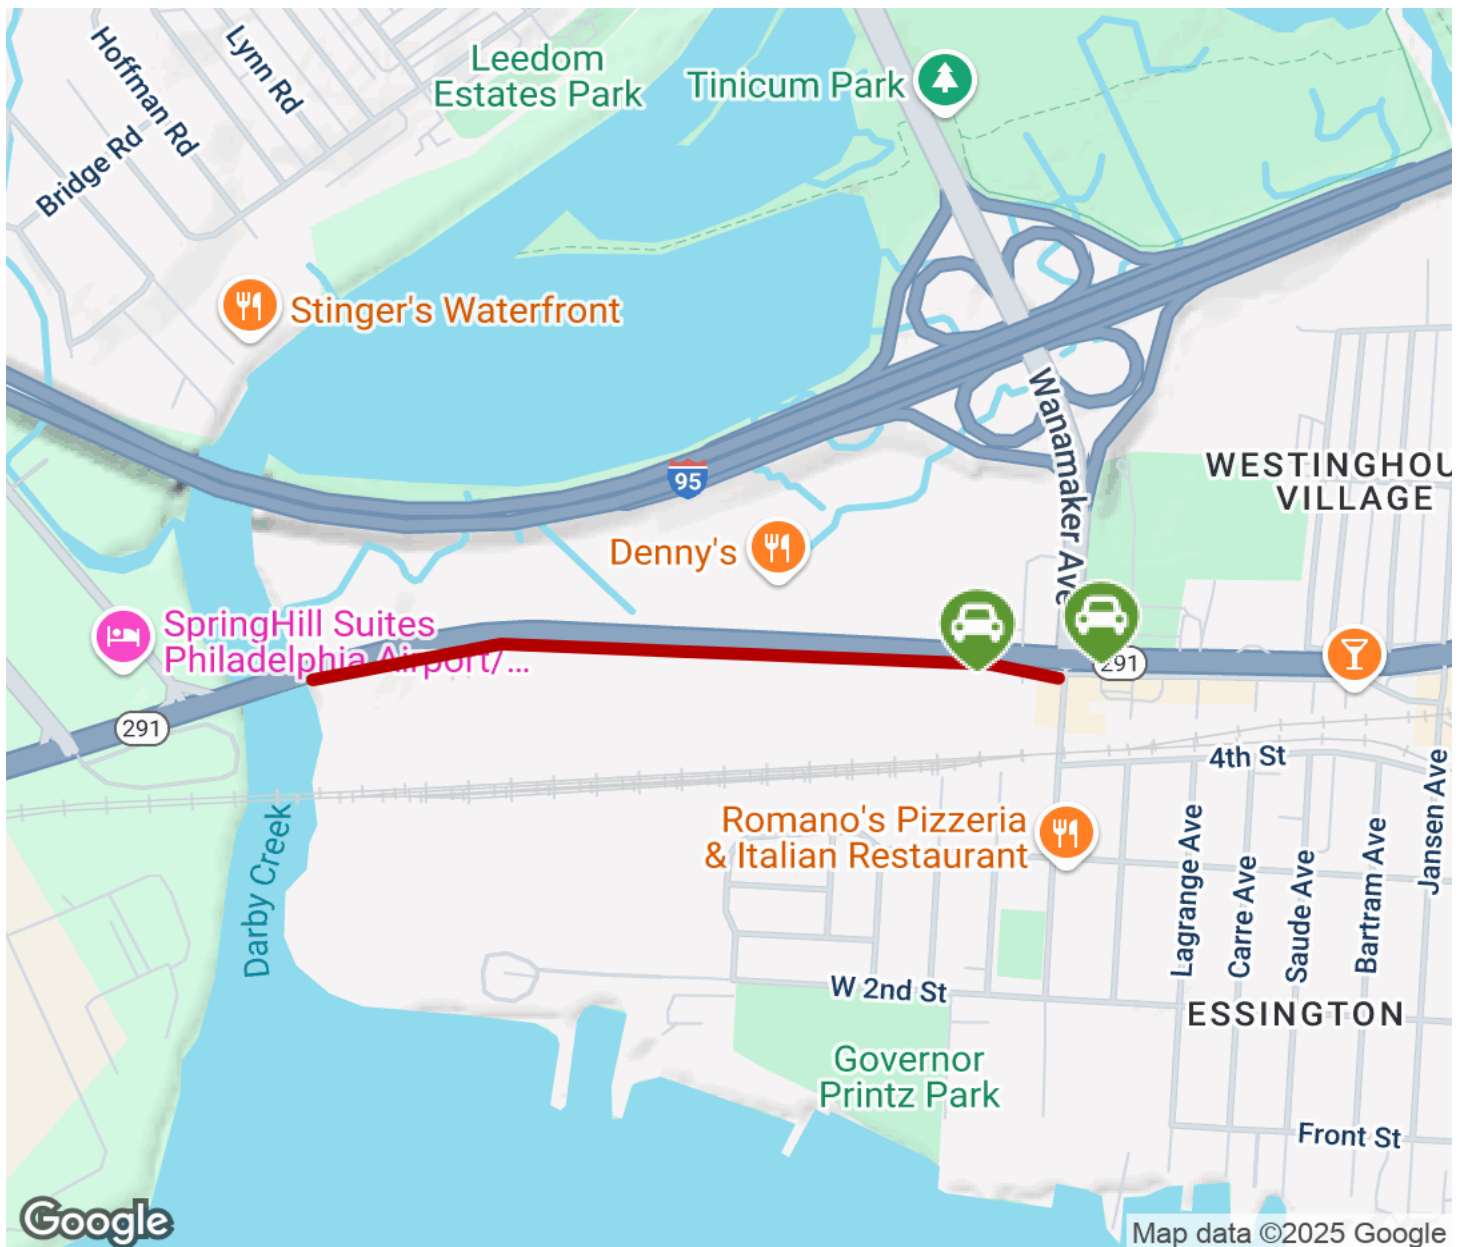 Leedom
Estates Park
Tinicum Park
Lynn Rd
Hoffman Rd
Bridge Rd
Stinger's Waterfront
Wanamaker Ave
95
WESTINGHOU
VILLAGE
Denny's
SpringHill Suites
Philadelphia Airport/...
291
291
4th St
Romano's Pizzeria
& Italian Restaurant
Darby Creek
Lagrange Ave
Carre Ave
Saude Ave
Bartram Ave
Jansen Ave
W 2nd St
ESSINGTON
Governor
Printz Park
Front St
Google
Map data ©2025 Google